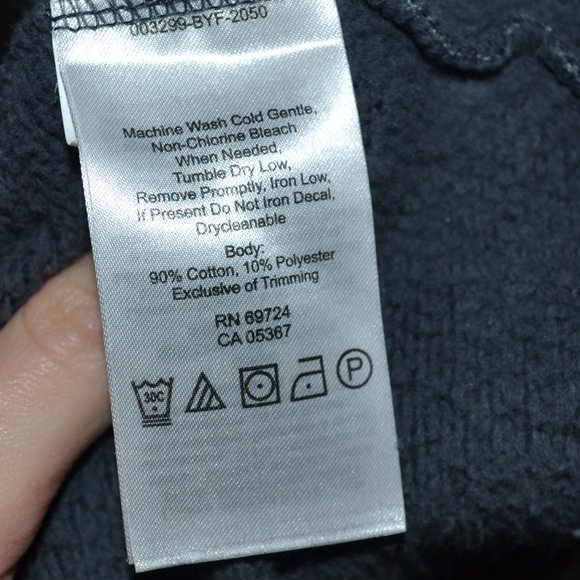 003299-BYF-2050
Machine Wash Cold Gentle,
Non-Chlorine Bleach
When Needed,
Tumble Dry Low,
Remove Promptly, Iron Low,
If Present Do Not Iron Decal,
Drycleanable
Body:
90% Cotton, 10% Polyester
Exclusive of Trimming
RN 69724
CA 05367
30C
P